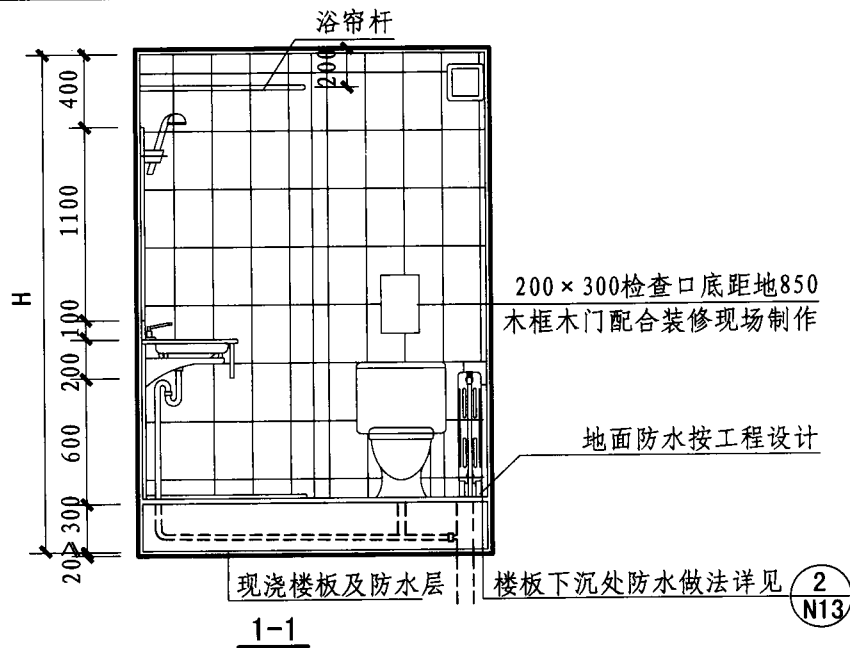 浴帘杆
200
400
1100
H
100
200
600
300
20
200×300检查口底距地850
木框木门配合装修现场制作
地面防水按工程设计
现浇楼板及防水层
楼板下沉处防水做法详见
2
N13
1-1